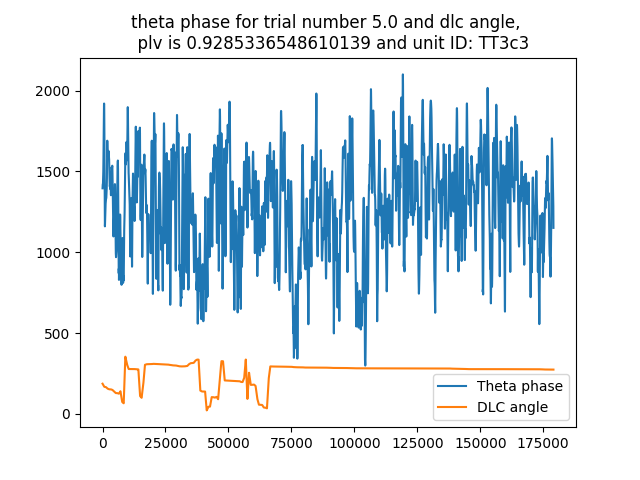 theta phase for trial number 5.0 and dlc angle,
plv is 0.9285336548610139 and unit ID: TT3c3
2000
1500
1000
500
0
Theta phase
DLC angle
0 25000 50000 75000 100000 125000 150000 175000